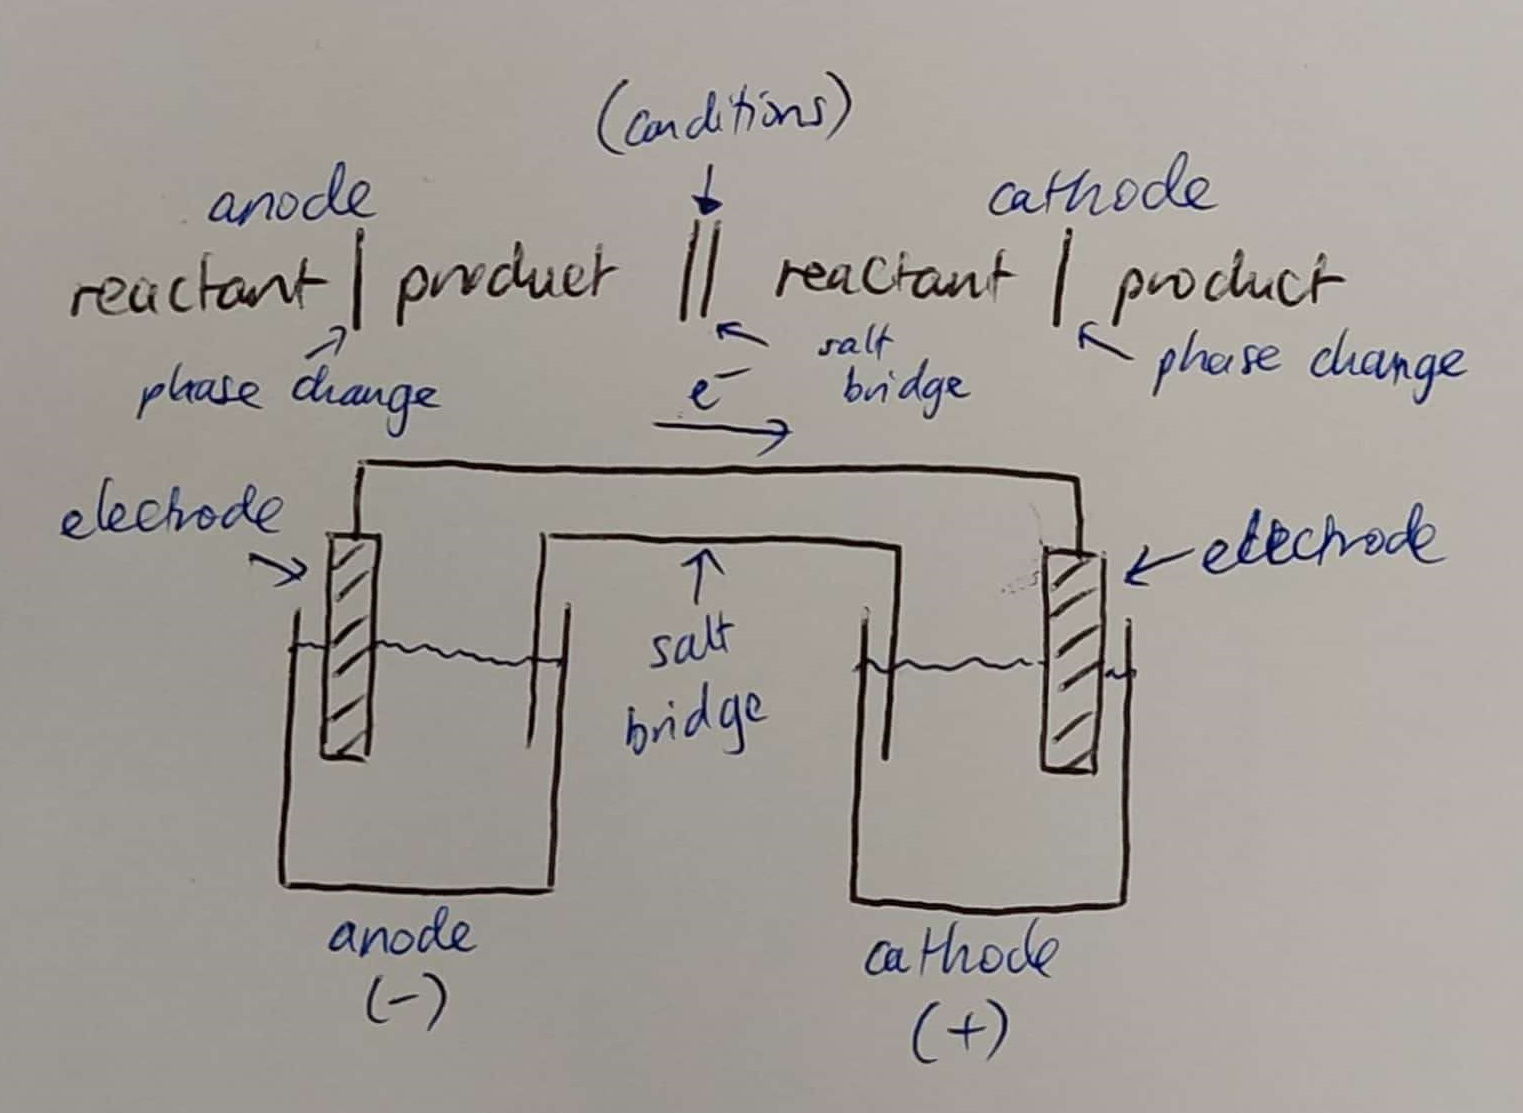 (conditions)
anode
cathode
reactant | product || reactant | product
phase change
salt
bridge
phase change
e⁻
electrode
electrode
salt
bridge
anode
(-)
cathode
(+)